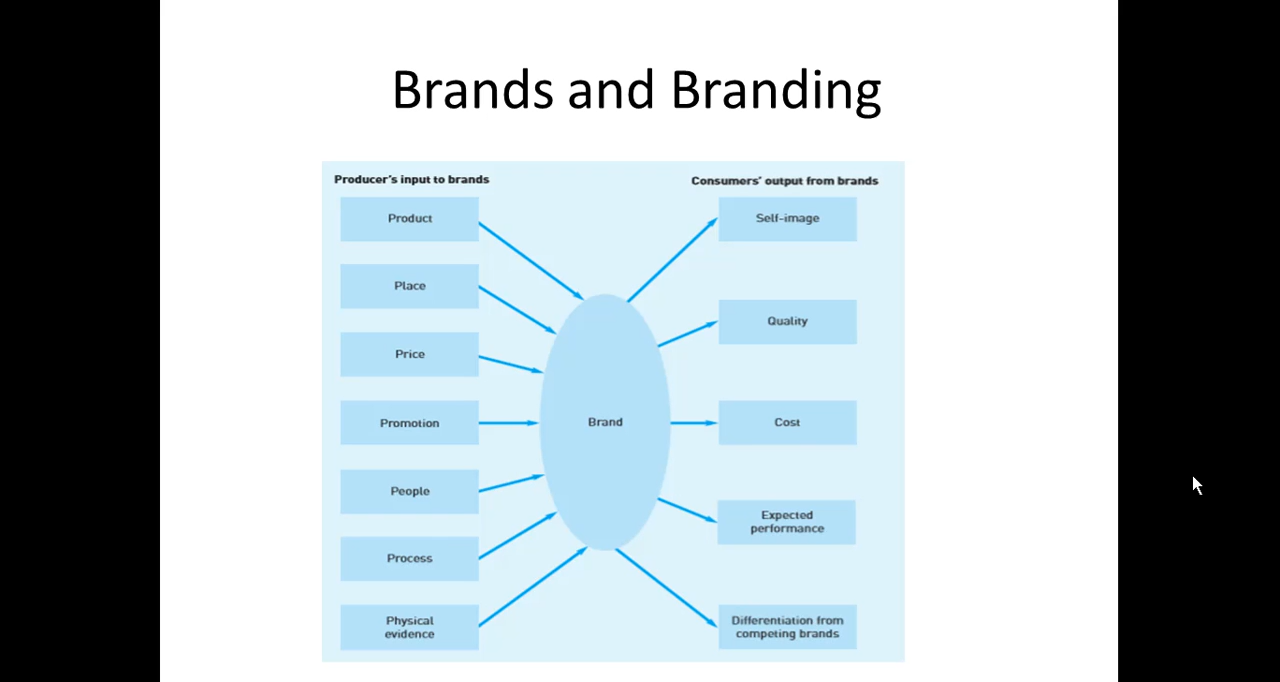 Brands and Branding
Producer's input to brands
Product
Place
Price
Promotion
People
Process
Physical
evidence
Brand
Consumers' output from brands
Self-image
Quality
Cost
Expected
performance
Differentiation from
competing brands